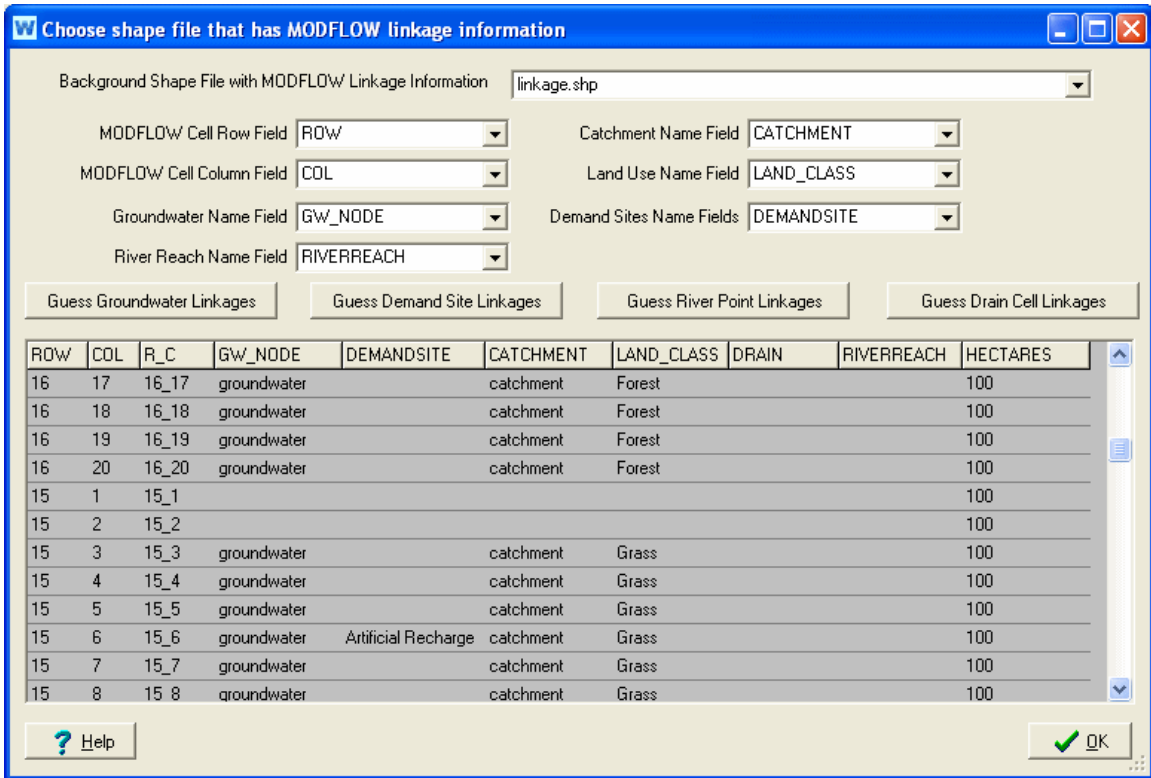 W Choose shape file that has MODFLOW linkage information
Background Shape File with MODFLOW Linkage Information linkage.shp
MODFLOW Cell Row Field ROW Catchment Name Field CATCHMENT
MODFLOW Cell Column Field COL Land Use Name Field LAND_CLASS
Groundwater Name Field GW_NODE Demand Sites Name Fields DEMANDSITE
River Reach Name Field RIVERREACH
Guess Groundwater Linkages Guess Demand Site Linkages Guess River Point Linkages Guess Drain Cell Linkages
ROW COL R_C GW_NODE DEMANDSITE CATCHMENT LAND_CLASS DRAIN RIVERREACH HECTARES
16 17 16_17 groundwater catchment Forest 100
16 18 16_18 groundwater catchment Forest 100
16 19 16_19 groundwater catchment Forest 100
16 20 16_20 groundwater catchment Forest 100
15 1 15_1 100
15 2 15_2 100
15 3 15_3 groundwater catchment Grass 100
15 4 15_4 groundwater catchment Grass 100
15 5 15_5 groundwater catchment Grass 100
15 6 15_6 groundwater Artificial Recharge catchment Grass 100
15 7 15_7 groundwater catchment Grass 100
15 8 15_8 groundwater catchment Grass 100
? Help OK